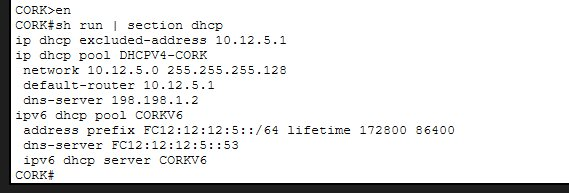 CORK>en
CORK#sh run | section dhcp
ip dhcp excluded-address 10.12.5.1
ip dhcp pool DHCPV4-CORK
 network 10.12.5.0 255.255.255.128
 default-router 10.12.5.1
 dns-server 198.198.1.2
ipv6 dhcp pool CORKV6
 address prefix FC12:12:12:5::/64 lifetime 172800 86400
 dns-server FC12:12:12:5::53
 ipv6 dhcp server CORKV6
CORK#